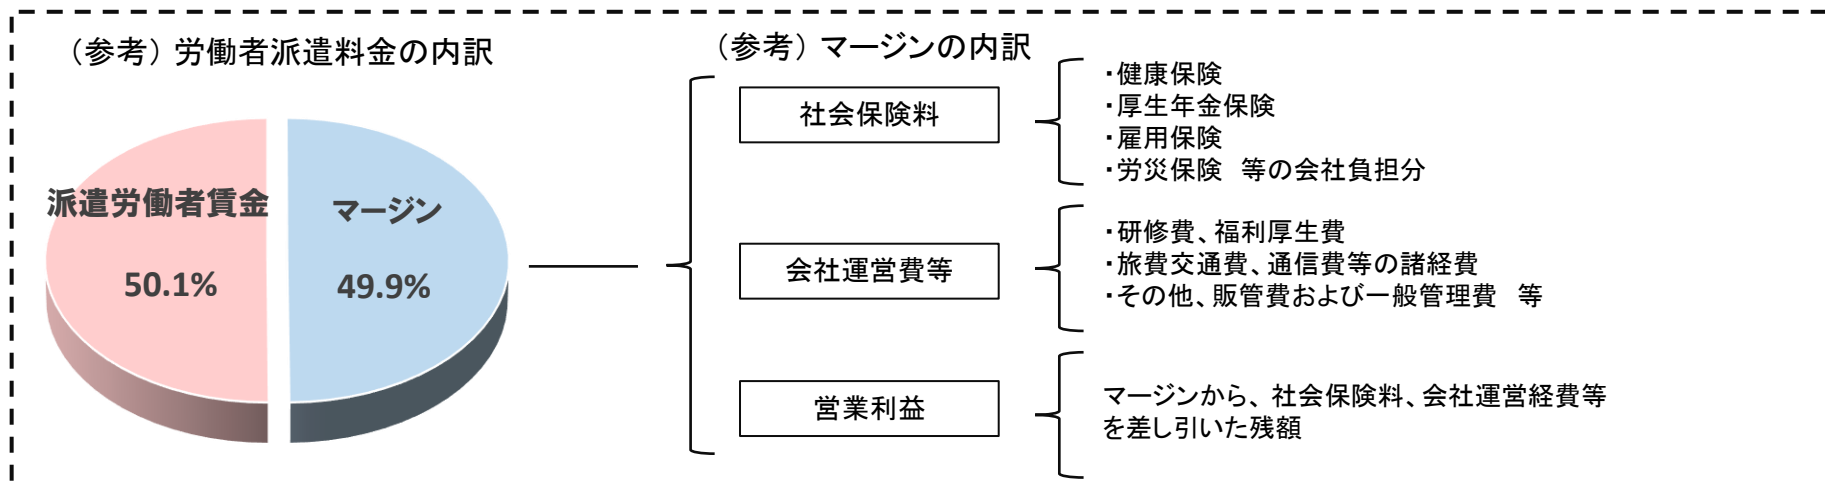 （参考）労働者派遣料金の内訳
派遣労働者賃金
50.1%
マージン
49.9%
（参考）マージンの内訳
社会保険料
・健康保険
・厚生年金保険
・雇用保険
・労災保険　等の会社負担分
会社運営費等
・研修費、福利厚生費
・旅費交通費、通信費等の諸経費
・その他、販管費および一般管理費　等
営業利益
マージンから、社会保険料、会社運営経費等
を差し引いた残額